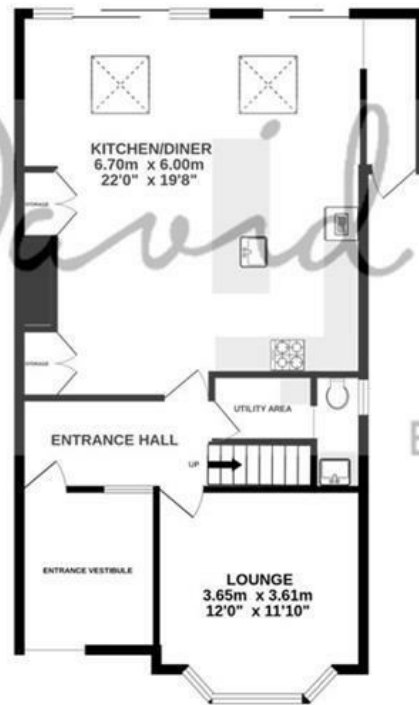 KITCHEN/DINER
6.70m x 6.00m
22'0" x 19'8"
STORAGE
STORAGE
UTILITY AREA
ENTRANCE HALL
UP
ENTRANCE VESTIBULE
LOUNGE
3.65m x 3.61m
12'0" x 11'10"
David
E